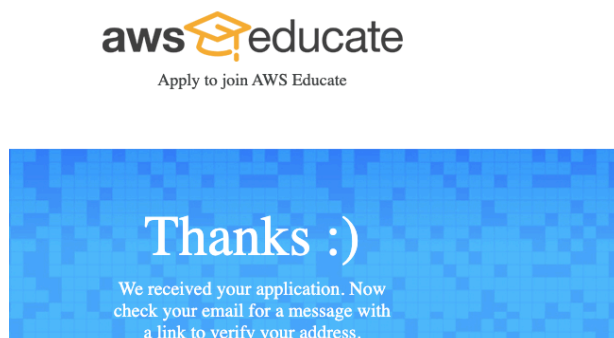 aws educate
Apply to join AWS Educate
Thanks :)
We received your application. Now
check your email for a message with
a link to verify your address.